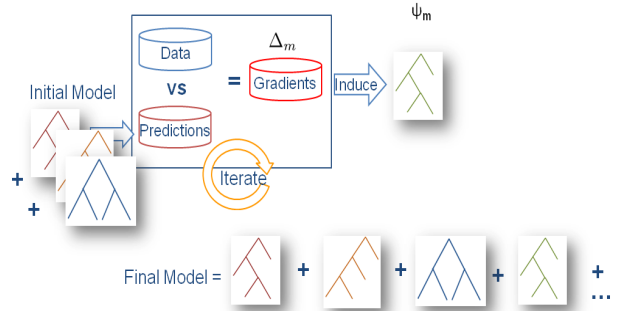 ψm
Δm
Data
Initial Model
vs
=
Gradients
Induce
Predictions
Iterate
+
+
Final Model =
+
+
+
+
...